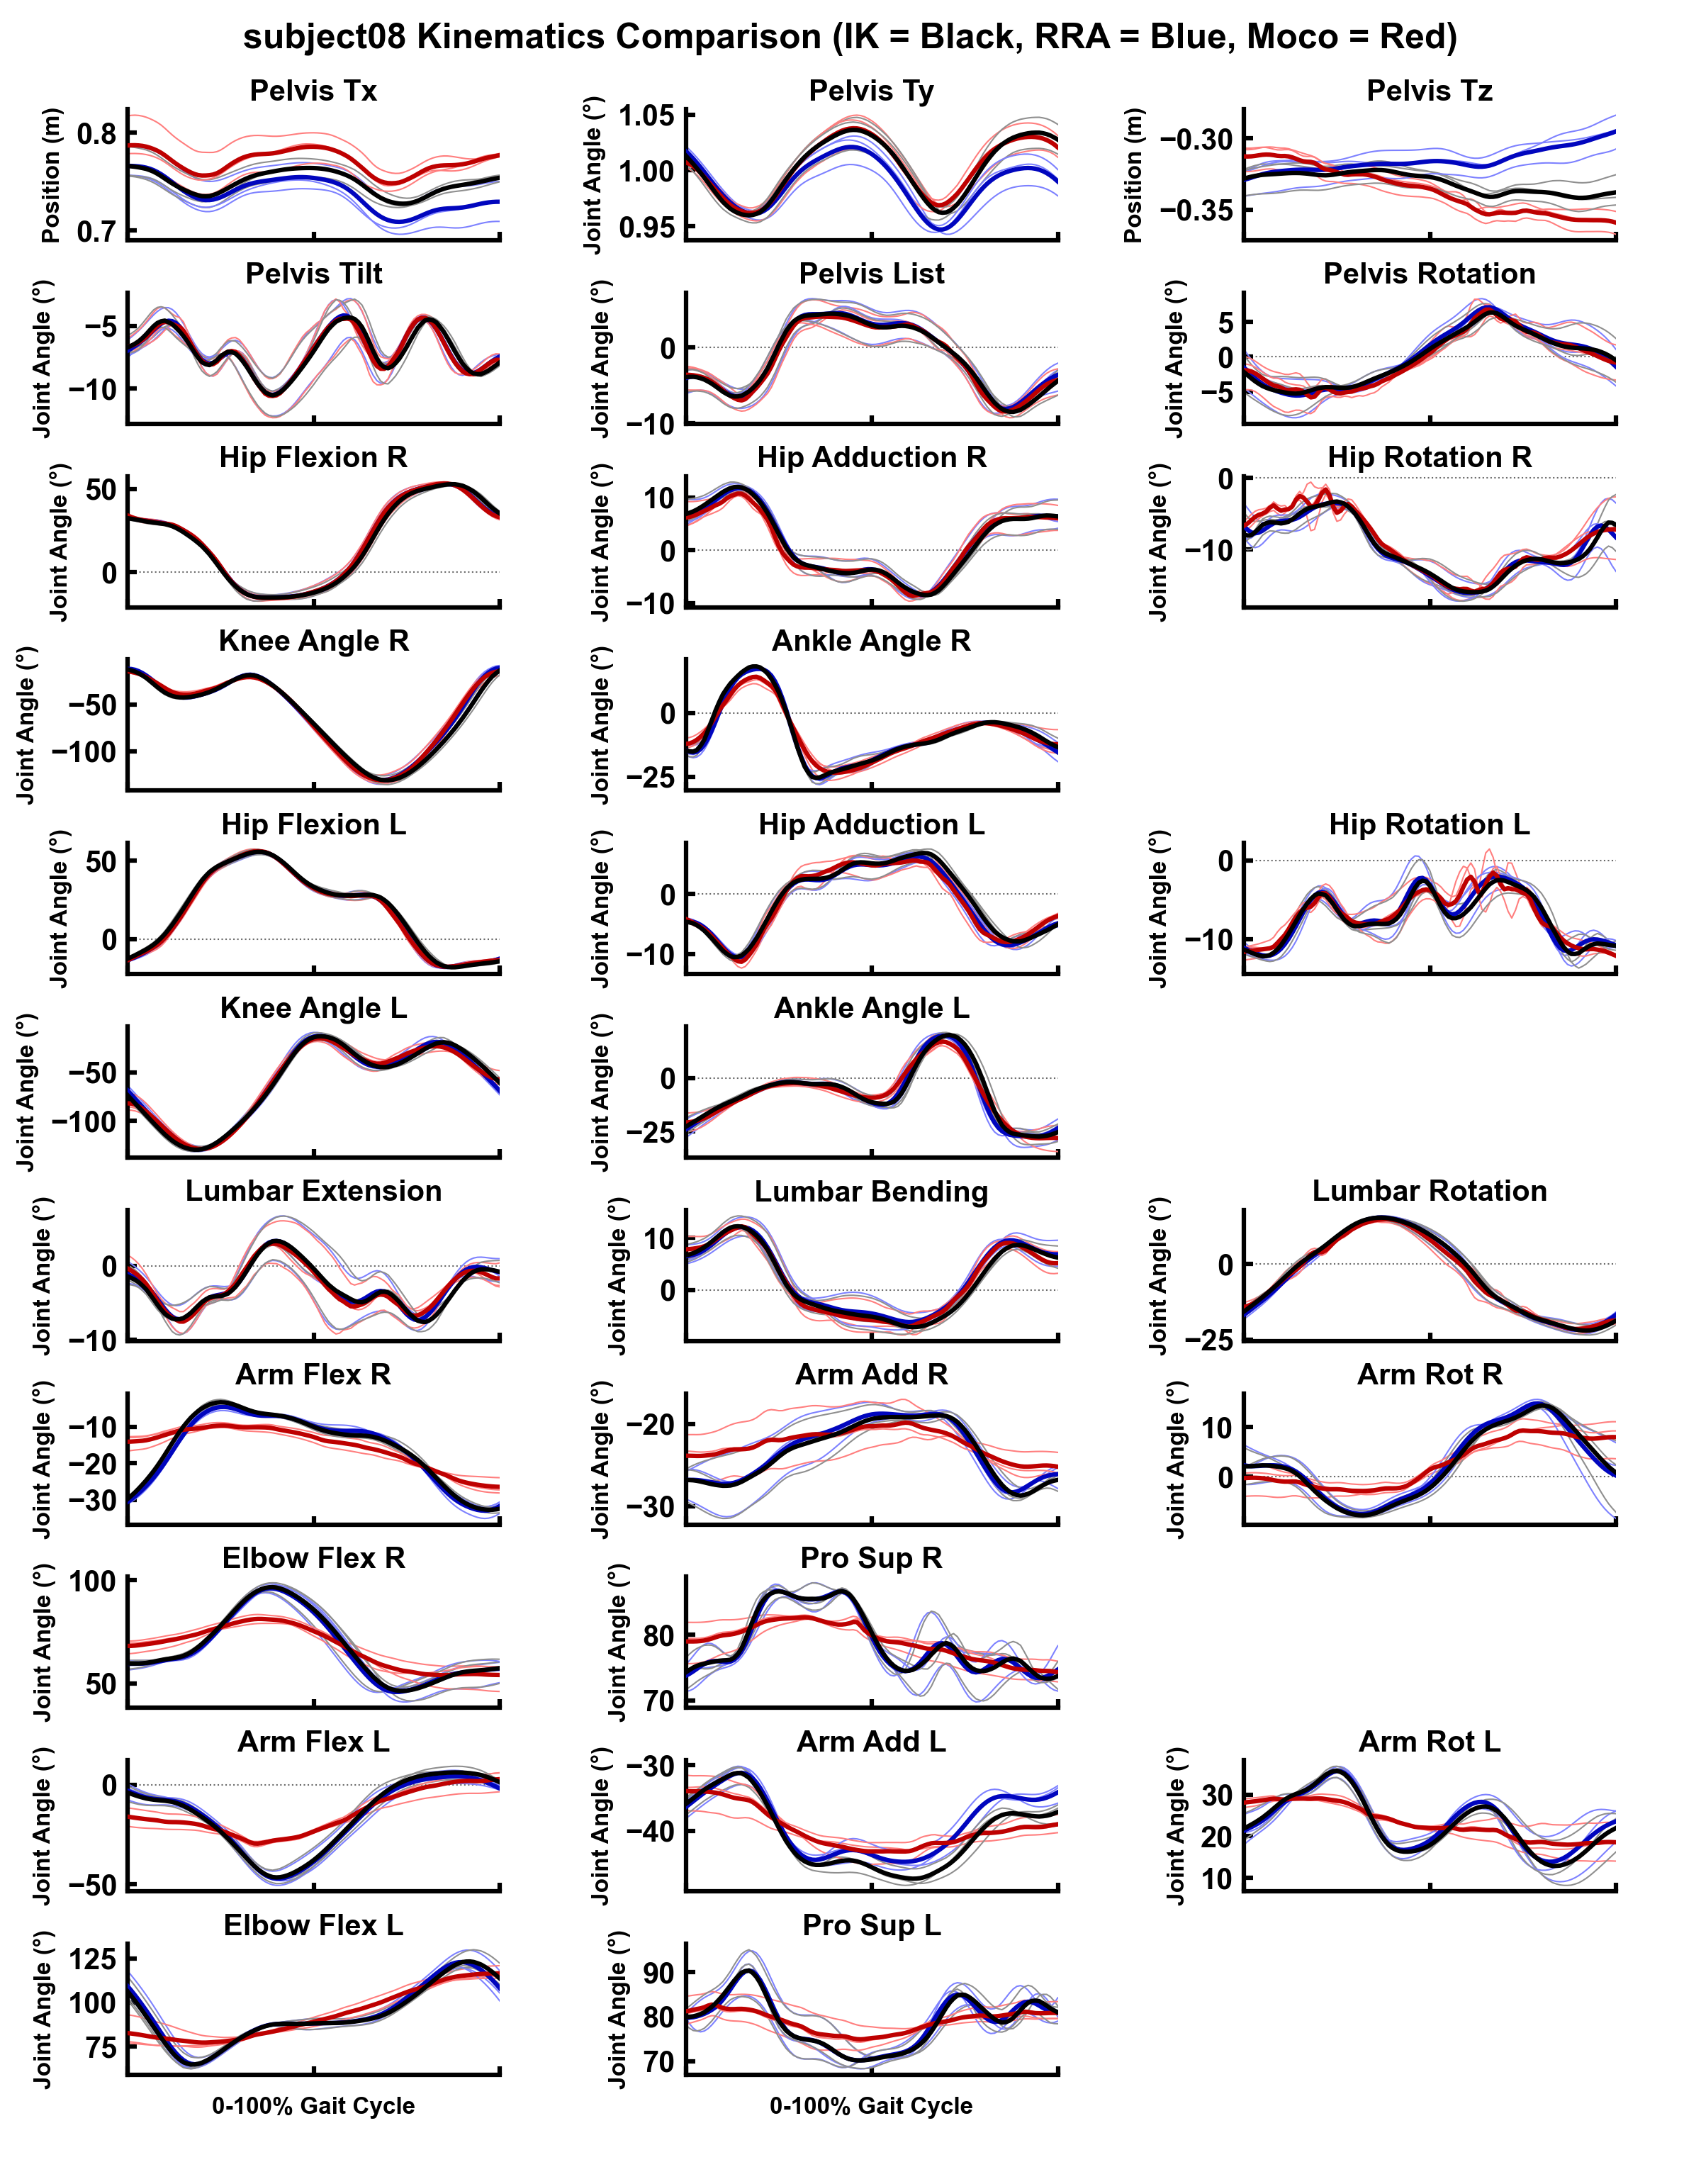 subject08 Kinematics Comparison (IK = Black, RRA = Blue, Moco = Red)
Pelvis Tx
Pelvis Ty
Pelvis Tz
Position (m)
0.8
0.7
Joint Angle (°)
1.05
1.00
0.95
Position (m)
−0.30
−0.35
Pelvis Tilt
Pelvis List
Pelvis Rotation
Joint Angle (°)
−5
−10
Joint Angle (°)
0
−10
Joint Angle (°)
5
0
−5
Hip Flexion R
Hip Adduction R
Hip Rotation R
Joint Angle (°)
50
0
Joint Angle (°)
10
0
−10
Joint Angle (°)
0
−10
Knee Angle R
Ankle Angle R
Joint Angle (°)
−50
−100
Joint Angle (°)
0
−25
Hip Flexion L
Hip Adduction L
Hip Rotation L
Joint Angle (°)
50
0
Joint Angle (°)
0
−10
Joint Angle (°)
0
−10
Knee Angle L
Ankle Angle L
Joint Angle (°)
−50
−100
Joint Angle (°)
0
−25
Lumbar Extension
Lumbar Bending
Lumbar Rotation
Joint Angle (°)
0
−10
Joint Angle (°)
10
0
Joint Angle (°)
0
−25
Arm Flex R
Arm Add R
Arm Rot R
Joint Angle (°)
−10
−20
−30
Joint Angle (°)
−20
−30
Joint Angle (°)
10
0
Elbow Flex R
Pro Sup R
Joint Angle (°)
100
50
Joint Angle (°)
80
70
Arm Flex L
Arm Add L
Arm Rot L
Joint Angle (°)
0
−50
Joint Angle (°)
−30
−40
Joint Angle (°)
30
20
10
Elbow Flex L
Pro Sup L
Joint Angle (°)
125
100
75
Joint Angle (°)
90
80
70
0-100% Gait Cycle
0-100% Gait Cycle